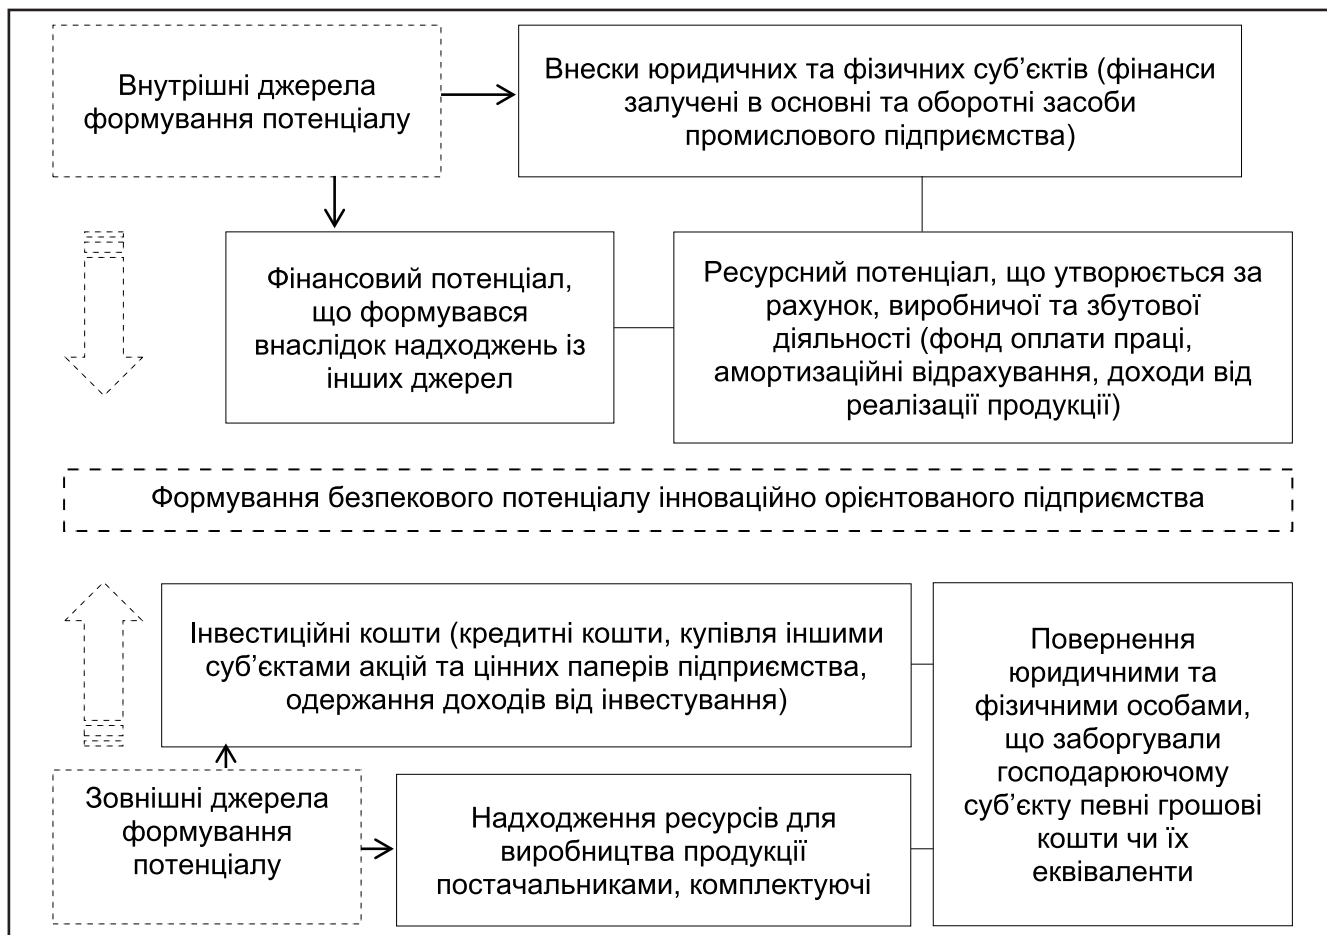 Внутрішні джерела
формування потенціалу
Внески юридичних та фізичних суб’єктів (фінанси
залучені в основні та оборотні засоби
промислового підприємства)
Фінансовий потенціал,
що формувався
внаслідок надходжень із
інших джерел
Ресурсний потенціал, що утворюється за
рахунок, виробничої та збутової
діяльності (фонд оплати праці,
амортизаційні відрахування, доходи від
реалізації продукції)
Формування безпекового потенціалу інноваційно орієнтованого підприємства
Інвестиційні кошти (кредитні кошти, купівля іншими
суб’єктами акцій та цінних паперів підприємства,
одержання доходів від інвестування)
Зовнішні джерела
формування
потенціалу
Надходження ресурсів для
виробництва продукції
постачальниками, комплектуючі
Повернення
юридичними та
фізичними особами,
що заборгували
господарюючому
суб’єкту певні грошові
кошти чи їх
еквіваленти